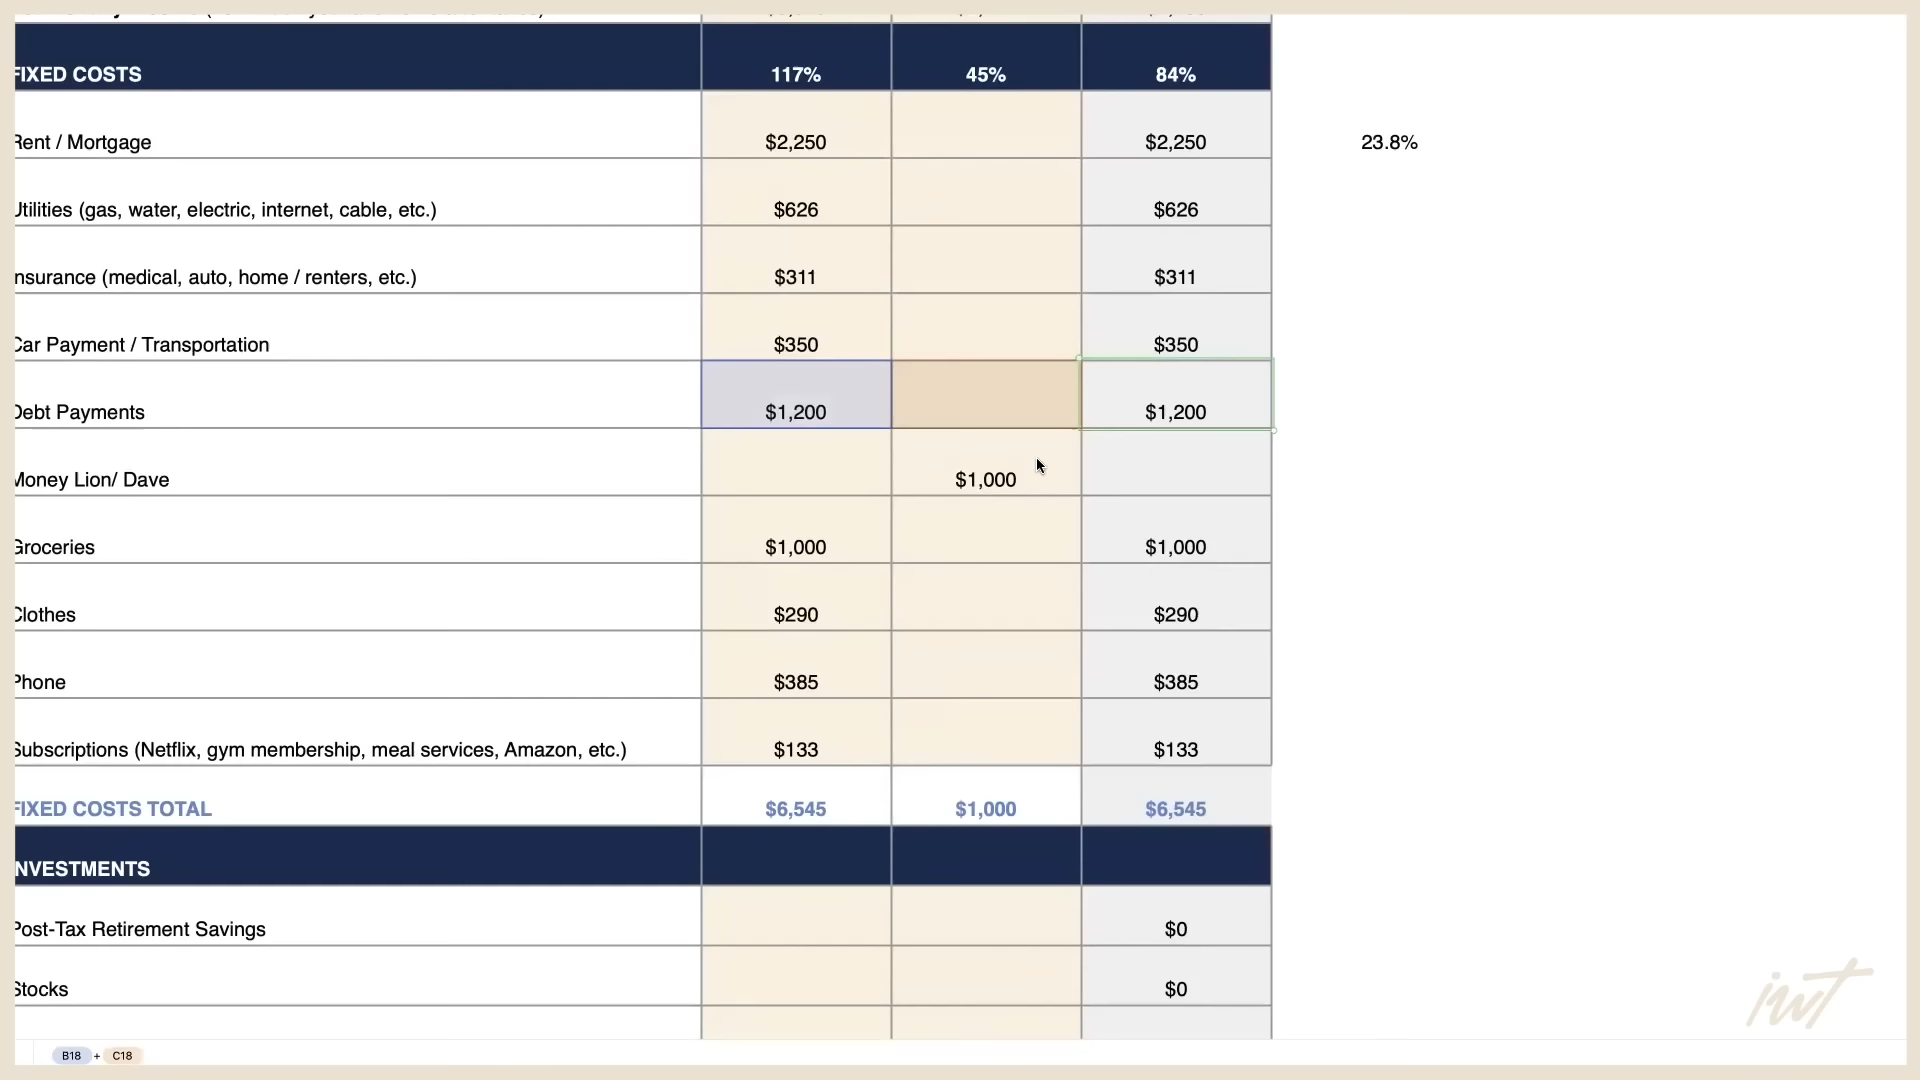 FIXED COSTS 117% 45% 84%
Rent / Mortgage $2,250 $2,250 23.8%
Utilities (gas, water, electric, internet, cable, etc.) $626 $626
nsurance (medical, auto, home / renters, etc.) $311 $311
Car Payment / Transportation $350 $350
Debt Payments $1,200 $1,200
Money Lion/ Dave $1,000
Groceries $1,000 $1,000
Clothes $290 $290
Phone $385 $385
Subscriptions (Netflix, gym membership, meal services, Amazon, etc.) $133 $133
FIXED COSTS TOTAL $6,545 $1,000 $6,545
NVESTMENTS
Post-Tax Retirement Savings $0
Stocks $0
iwt
B18 + C18